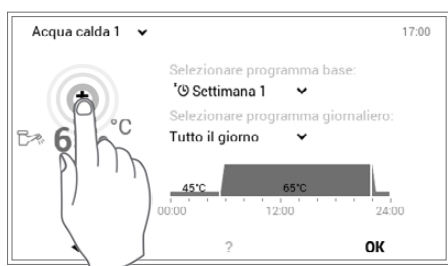 Acqua calda 1
17:00
Selezionare programma base:
Settimana 1
Selezionare programma giornaliero:
Tutto il giorno
+
6
°C
45°C
65°C
00:00
12:00
24:00
?
OK